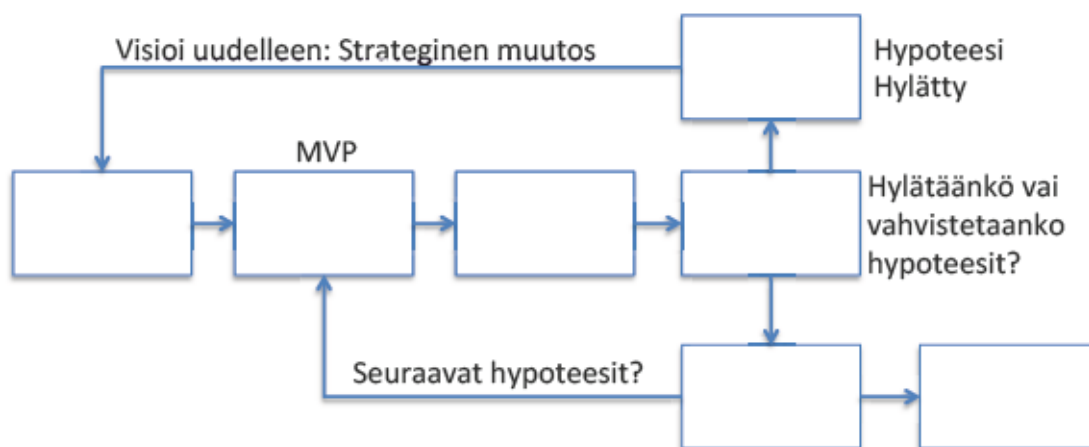 Visioi uudelleen: Strateginen muutos
Hypoteesi
Hylätty
MVP
Hylätäänkö vai
vahvistetaanko
hypoteesit?
Seuraavat hypoteesit?